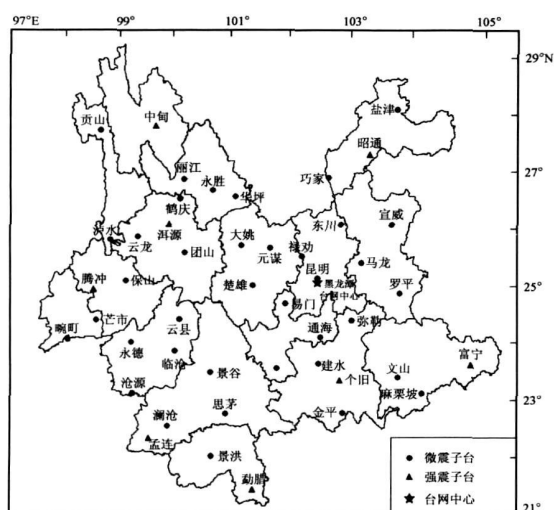 97°E 99° 101° 103° 105°
29°N
盐津
贡山
中甸
昭通
丽江
27°
永胜
巧家
华坪
鹤庆
东川
宣威
泸水
洱源
大姚
禄劝
云龙
团山
元谋
昆明
马龙
腾冲
保山
楚雄
黑龙潭
台网中心
罗平
25°
易门
芒市
云县
通海
弥勒
畹町
永德
临沧
建水
文山
富宁
景谷
个旧
沧源
麻栗坡
23°
思茅
澜沧
金平
孟连
景洪
微震子台
强震子台
勐腊
台网中心
21°